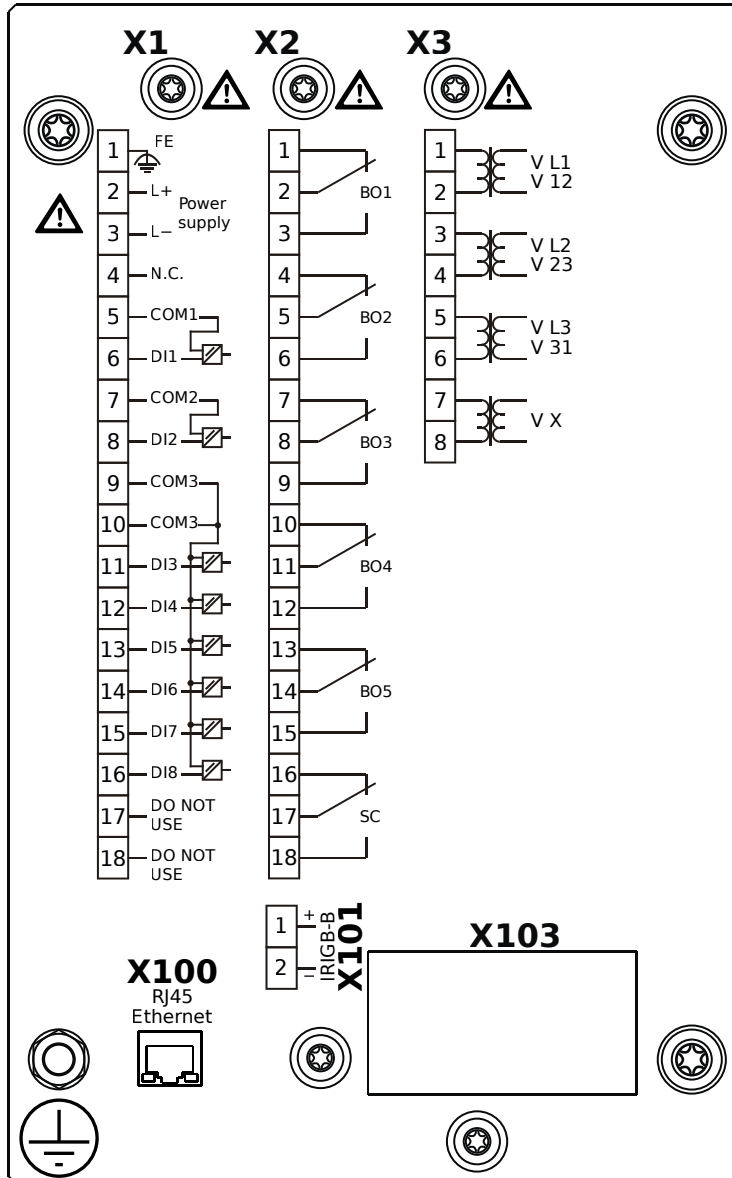 X1
X2
X3
1
FE
2
L+
Power
supply
3
L−
4
N.C.
5
COM1
6
DI1
7
COM2
8
DI2
9
COM3
10
COM3
11
DI3
12
DI4
13
DI5
14
DI6
15
DI7
16
DI8
17
DO NOT
USE
18
DO NOT
USE
1
2
BO1
3
4
5
BO2
6
7
8
BO3
9
10
11
BO4
12
13
14
BO5
15
16
17
SC
18
1
V L1
2
V 12
3
V L2
4
V 23
5
V L3
6
V 31
7
V X
8
1
+
2
–
IRIGB-B
X101
X103
X100
RJ45
Ethernet